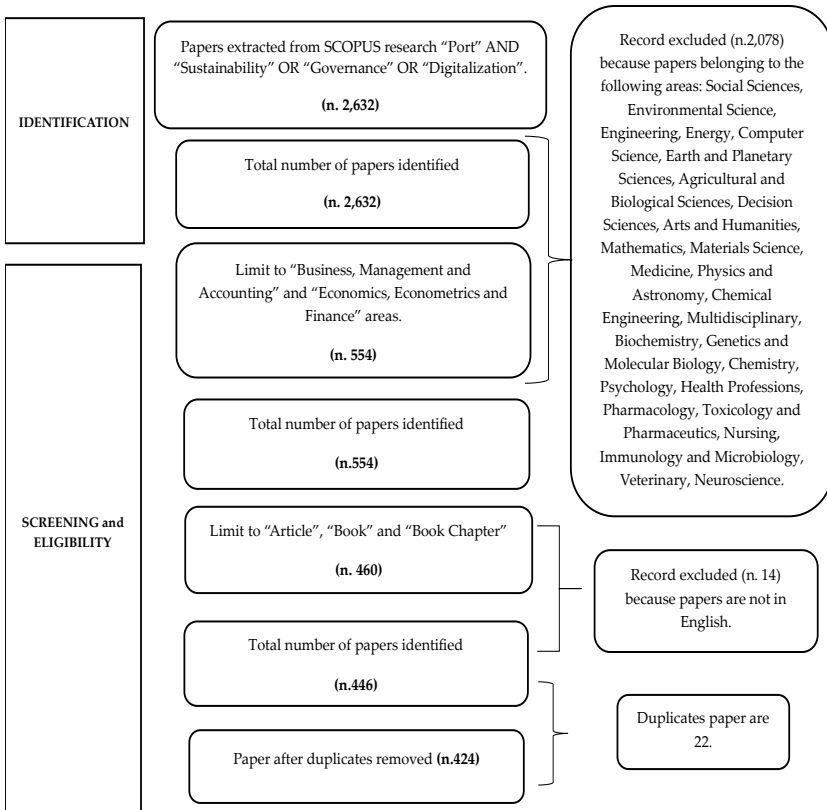 IDENTIFICATION
Papers extracted from SCOPUS research “Port” AND
“Sustainability” OR “Governance” OR “Digitalization”.
(n. 2,632)
Total number of papers identified
(n. 2,632)
Limit to “Business, Management and
Accounting” and “Economics, Econometrics and
Finance” areas.
(n. 554)
Record excluded (n.2,078)
because papers belonging to the
following areas: Social Sciences,
Environmental Science,
Engineering, Energy, Computer
Science, Earth and Planetary
Sciences, Agricultural and
Biological Sciences, Decision
Sciences, Arts and Humanities,
Mathematics, Materials Science,
Medicine, Physics and
Astronomy, Chemical
Engineering, Multidisciplinary,
Biochemistry, Genetics and
Molecular Biology, Chemistry,
Psychology, Health Professions,
Pharmacology, Toxicology and
Pharmaceutics, Nursing,
Immunology and Microbiology,
Veterinary, Neuroscience.
SCREENING and
ELIGIBILITY
Total number of papers identified
(n.554)
Limit to “Article”, “Book” and “Book Chapter”
(n. 460)
Record excluded (n. 14)
because papers are not in
English.
Total number of papers identified
(n.446)
Duplicates paper are
22.
Paper after duplicates removed (n.424)